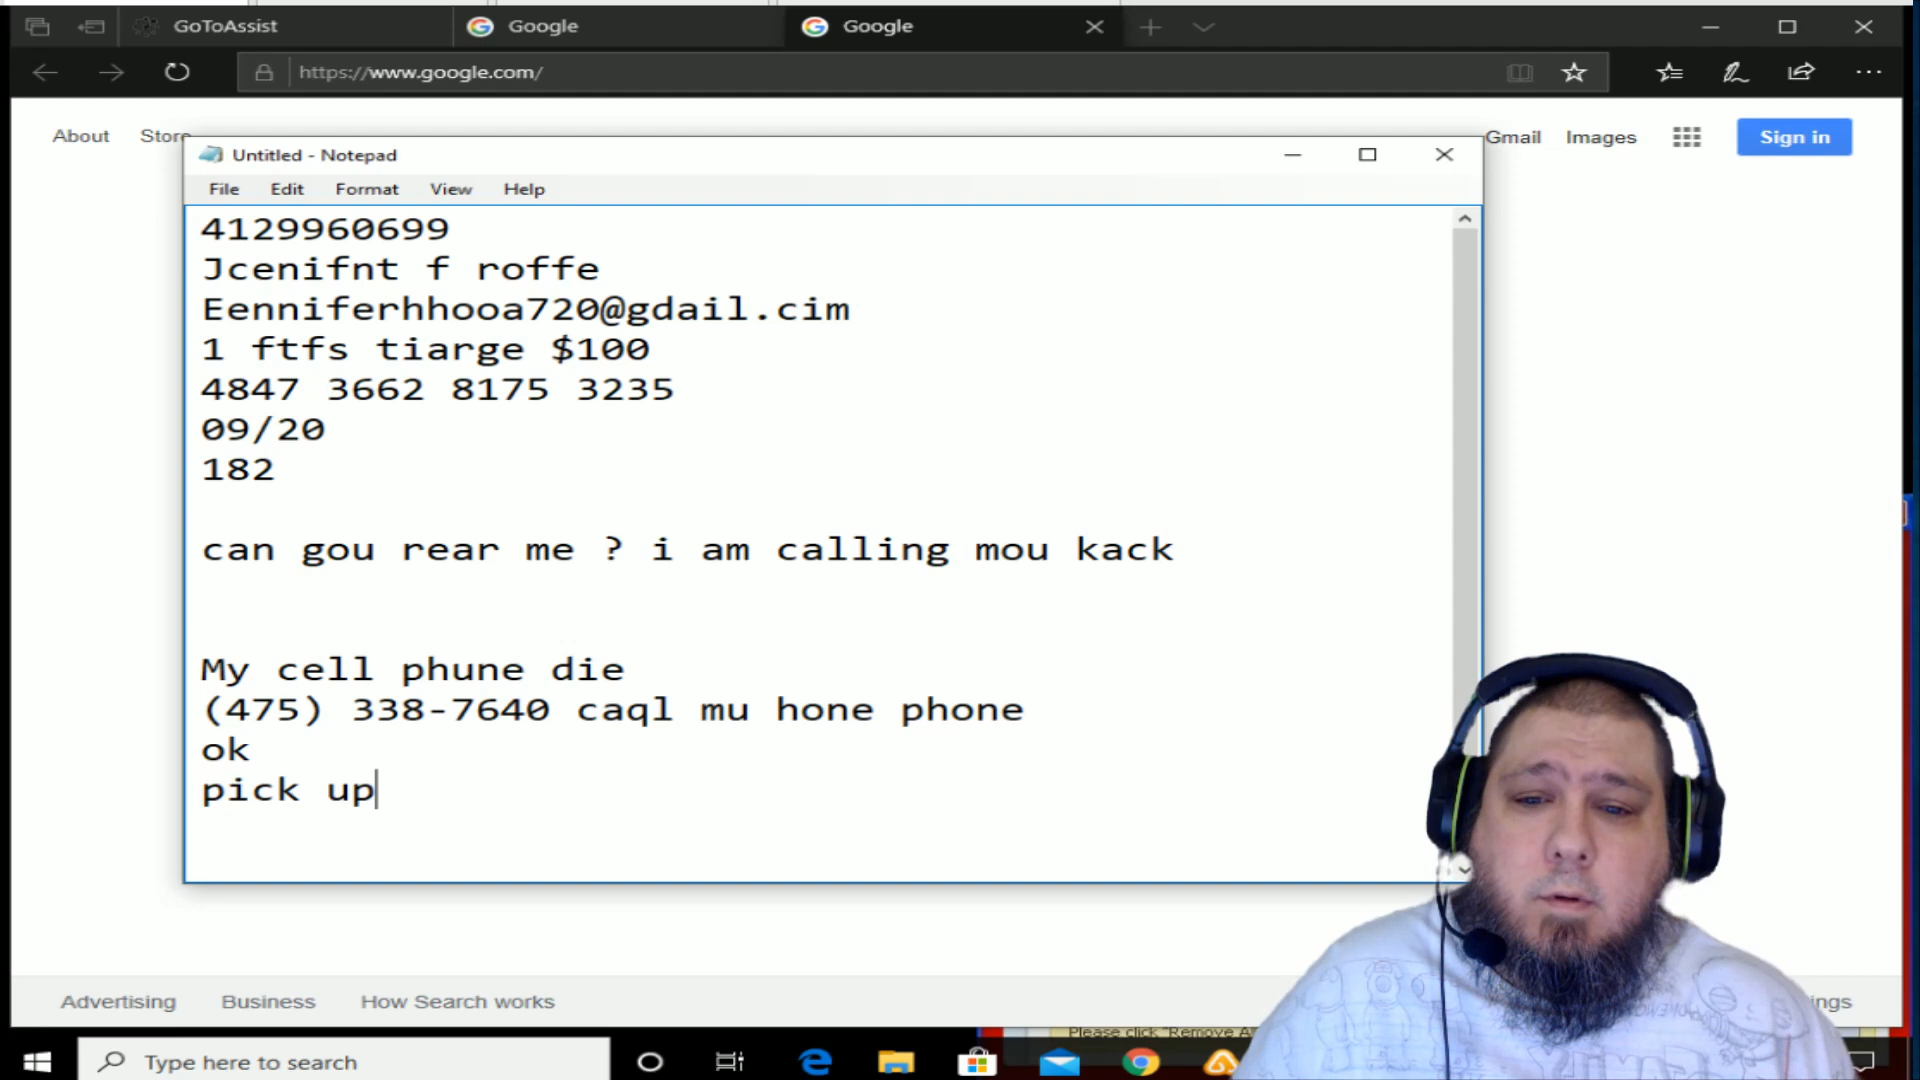 GoToAssist
Google
Google
https://www.google.com/
About Store
Gmail Images Sign in
Untitled - Notepad
File Edit Format View Help
4129960699
Jcenifnt f roffe
Eenniferhhooa720@gdail.cim
1 ftfs tiarge $100
4847 3662 8175 3235
09/20
182
can gou rear me ? i am calling mou kack
My cell phune die
(475) 338-7640 caql mu hone phone
ok
pick up
Advertising Business How Search works
Please click "Remove
Type here to search